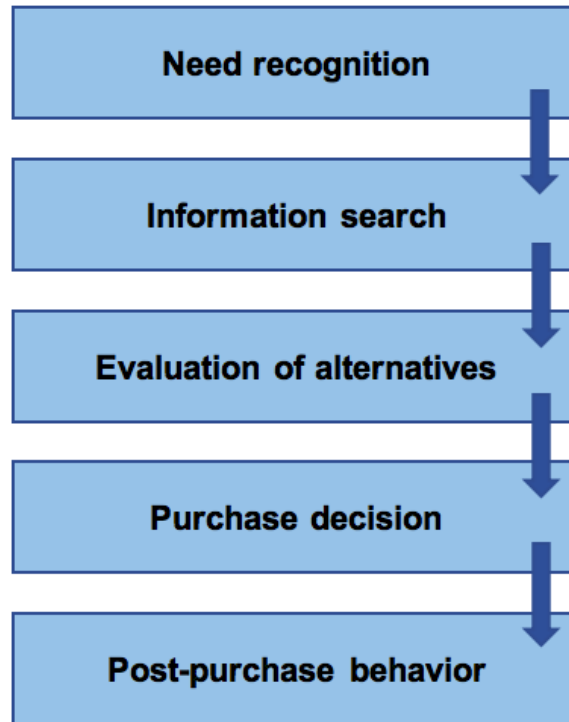 Need recognition
Information search
Evaluation of alternatives
Purchase decision
Post-purchase behavior